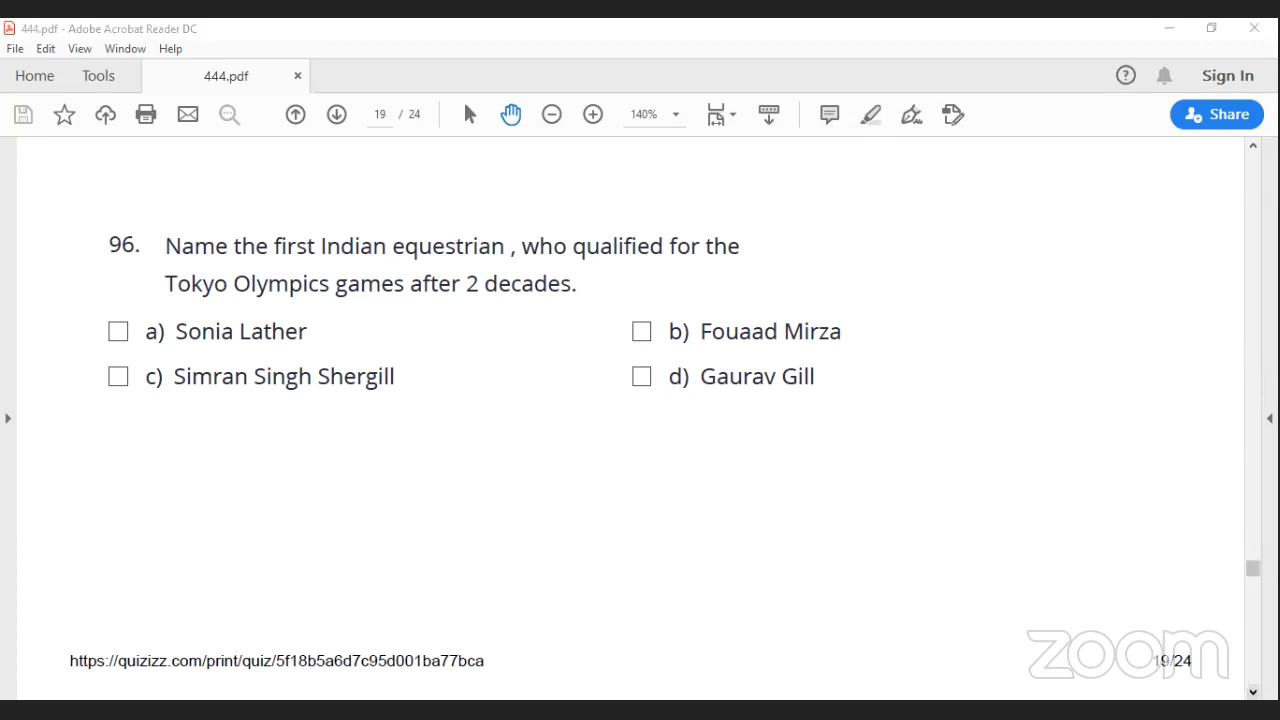 444.pdf - Adobe Acrobat Reader DC
File Edit View Window Help
Home Tools 444.pdf × Sign In
19 / 24 140% Share
96. Name the first Indian equestrian , who qualified for the
Tokyo Olympics games after 2 decades.
a) Sonia Lather b) Fouaad Mirza
c) Simran Singh Shergill d) Gaurav Gill
https://quizizz.com/print/quiz/5f18b5a6d7c95d001ba77bca 19/24
zoom